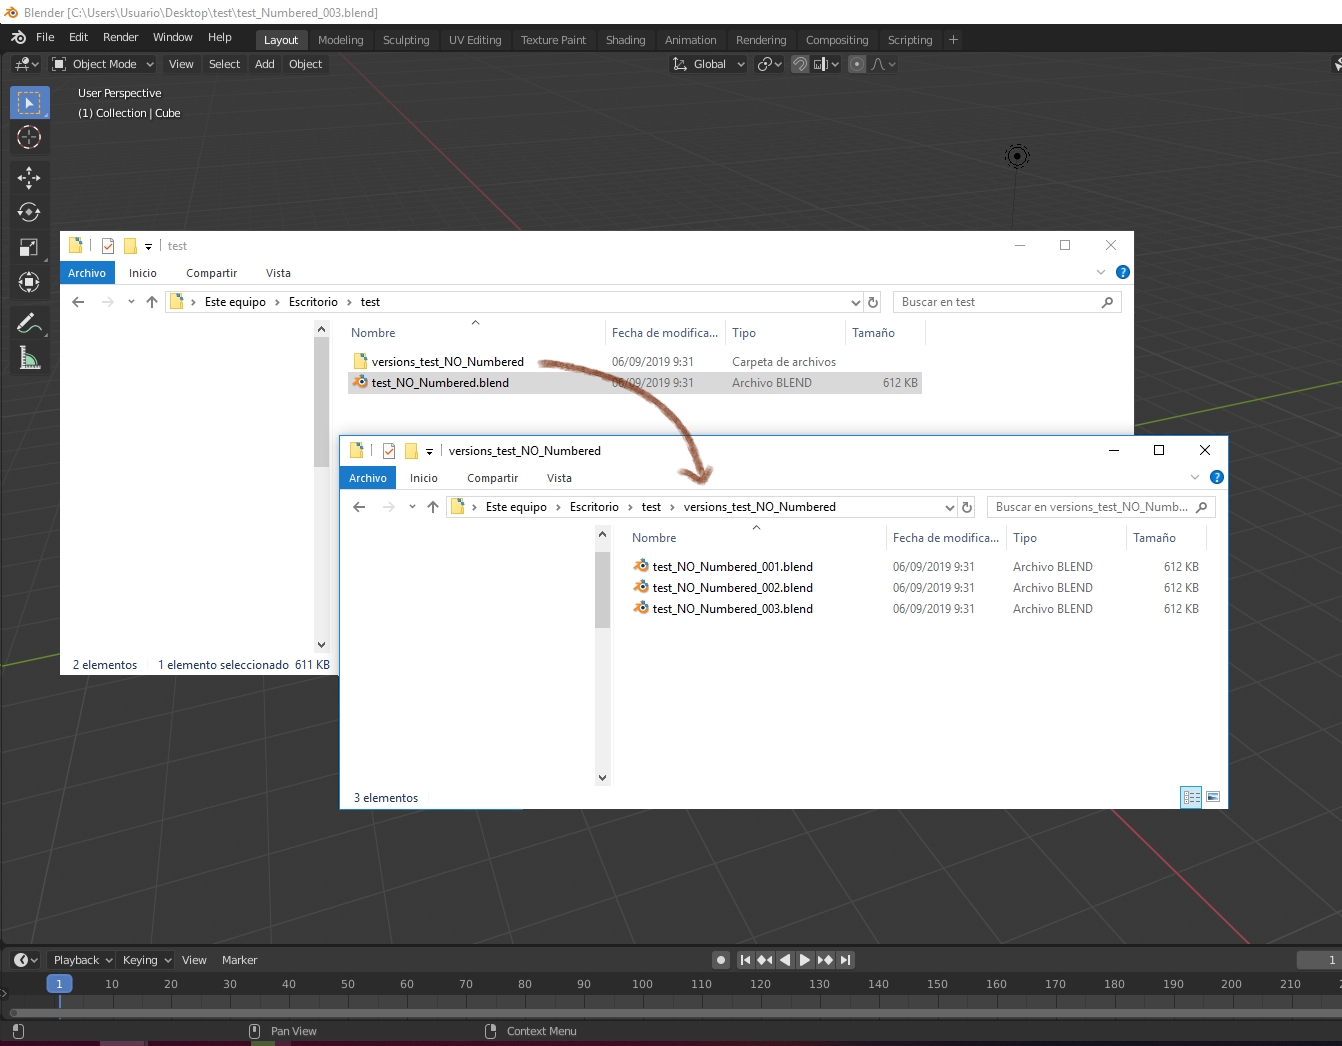 Blender [C:\Users\Usuario\Desktop\test\test_Numbered_003.blend]
File Edit Render Window Help Layout Modeling Sculpting UV Editing Texture Paint Shading Animation Rendering Compositing Scripting +
Object Mode View Select Add Object Global
User Perspective
(1) Collection | Cube
test
Archivo Inicio Compartir Vista
Este equipo Escritorio test Buscar en test
Nombre Fecha de modifica... Tipo Tamaño
versions_test_NO_Numbered 06/09/2019 9:31 Carpeta de archivos
test_NO_Numbered.blend 06/09/2019 9:31 Archivo BLEND 612 KB
2 elementos 1 elemento seleccionado 611 KB
versions_test_NO_Numbered
Archivo Inicio Compartir Vista
Este equipo Escritorio test versions_test_NO_Numbered Buscar en versions_test_NO_Numb...
Nombre Fecha de modifica... Tipo Tamaño
test_NO_Numbered_001.blend 06/09/2019 9:31 Archivo BLEND 612 KB
test_NO_Numbered_002.blend 06/09/2019 9:31 Archivo BLEND 612 KB
test_NO_Numbered_003.blend 06/09/2019 9:31 Archivo BLEND 612 KB
3 elementos
Playback Keying View Marker 1
1 10 20 30 40 50 60 70 80 90 100 110 120 130 140 150 160 170 180 190 200 210
Pan View Context Menu